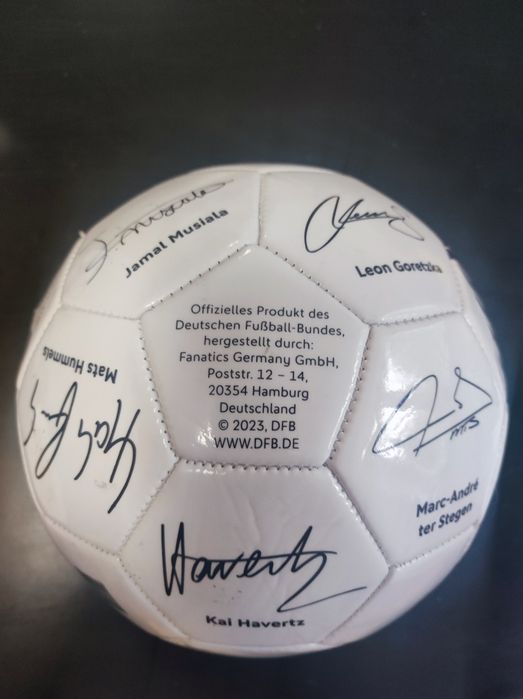 Jamal Musiala
Leon Goretzka
Offizielles Produkt des
Deutschen Fußball-Bundes,
hergestellt durch:
Fanatics Germany GmbH,
Poststr. 12 – 14,
20354 Hamburg
Deutschland
© 2023, DFB
WWW.DFB.DE
Mats Hummels
Marc-André
ter Stegen
Havertz
Kai Havertz